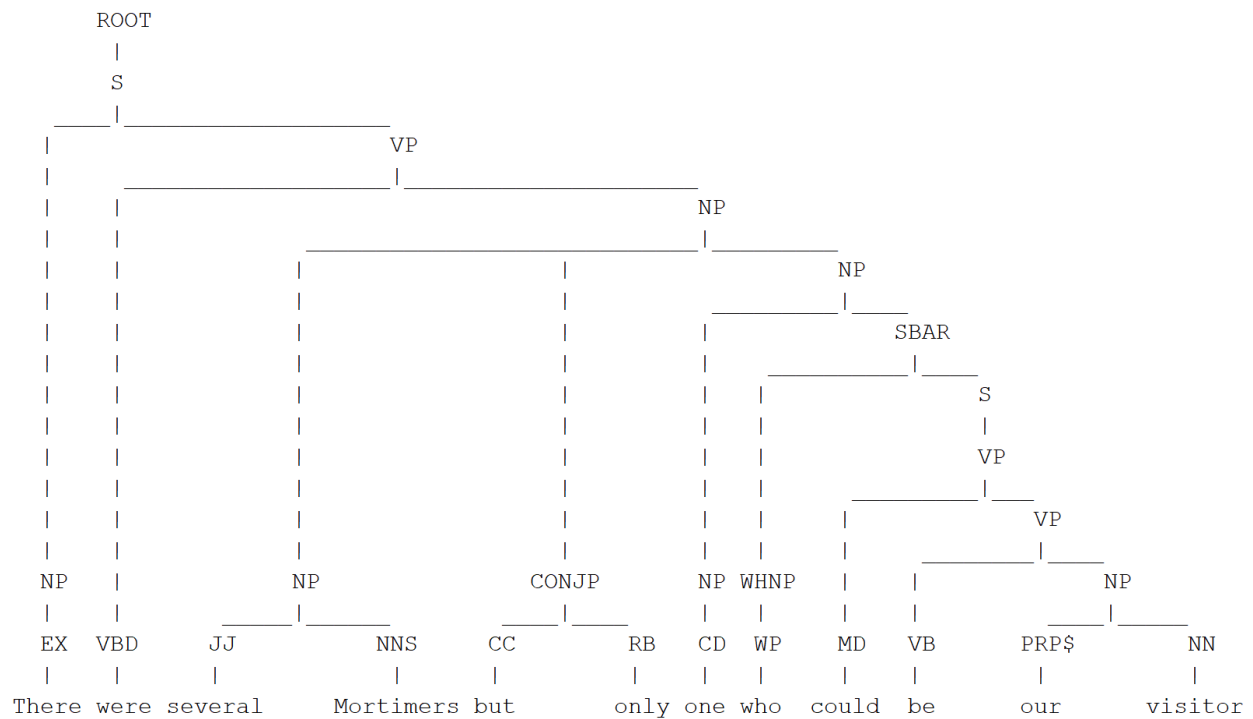 ROOT
S
VP
NP
NP
SBAR
S
VP
VP
NP NP CONJP NP WHNP NP
EX VBD JJ NNS CC RB CD WP MD VB PRP$ NN
There were several Mortimers but only one who could be our visitor